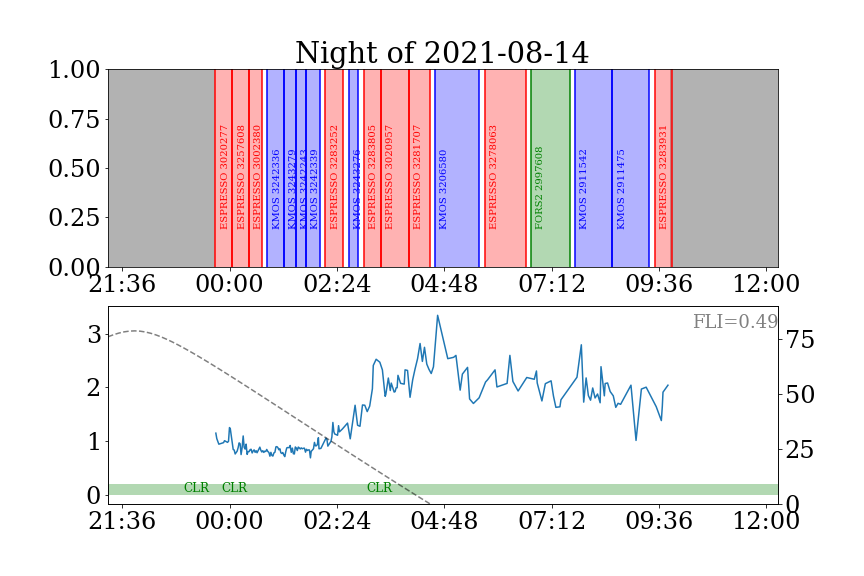 Night of 2021-08-14
1.00
0.75
0.50
0.25
0.00
ESPRESSO 3020277
ESPRESSO 3257608
ESPRESSO 3002380
KMOS 3242336
KMOS 3243279
KMOS 3242243
KMOS 3242339
ESPRESSO 3283252
KMOS 3243276
ESPRESSO 3283805
ESPRESSO 3020957
ESPRESSO 3281707
KMOS 3206580
ESPRESSO 3278063
FORS2 2997608
KMOS 2911542
KMOS 2911475
ESPRESSO 3283931
21:36 00:00 02:24 04:48 07:12 09:36 12:00
FLI=0.49
3
2
1
0
75
50
25
0
CLR CLR CLR
21:36 00:00 02:24 04:48 07:12 09:36 12:00